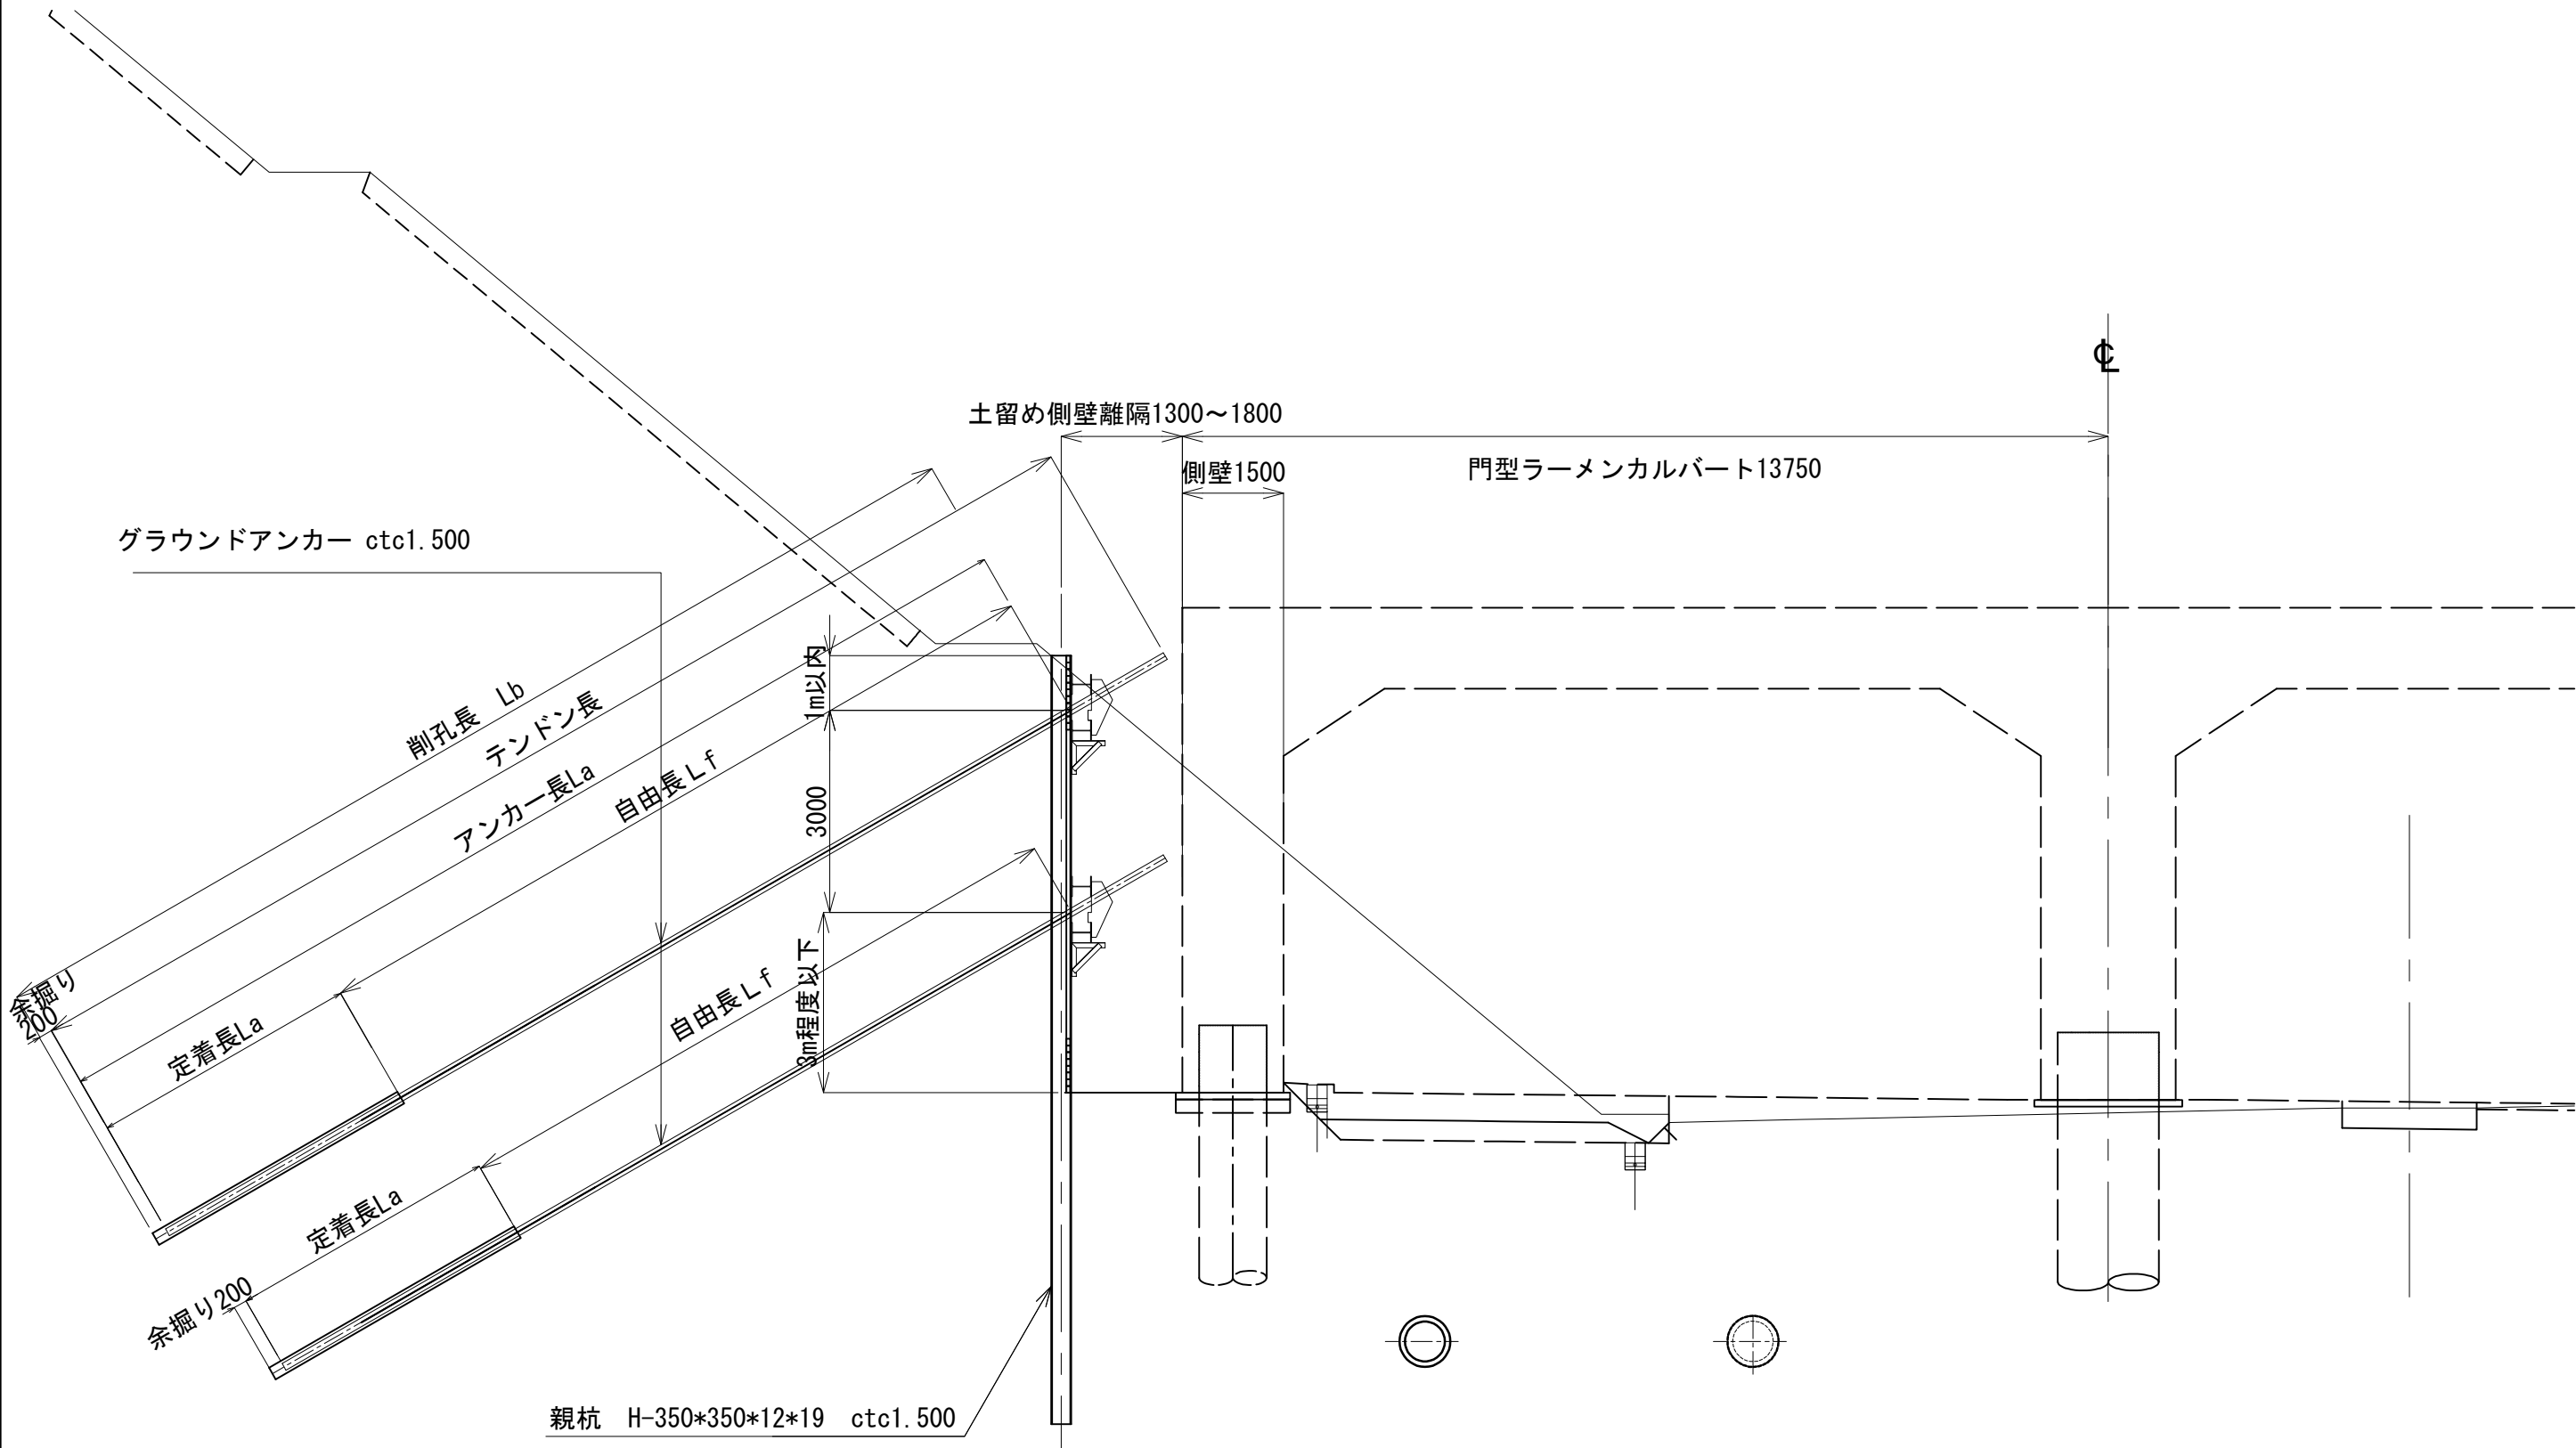 ℄
土留め側壁離隔1300～1800
側壁1500
門型ラーメンカルバート13750
グラウンドアンカー ctc1.500
1m以内
削孔長　Lb
テンドン長
アンカー長La
自由長Ｌｆ
3000
余掘り
200
定着長La
自由長Ｌｆ
3m程度以下
定着長La
余掘り200
親杭　H-350*350*12*19　ctc1.500